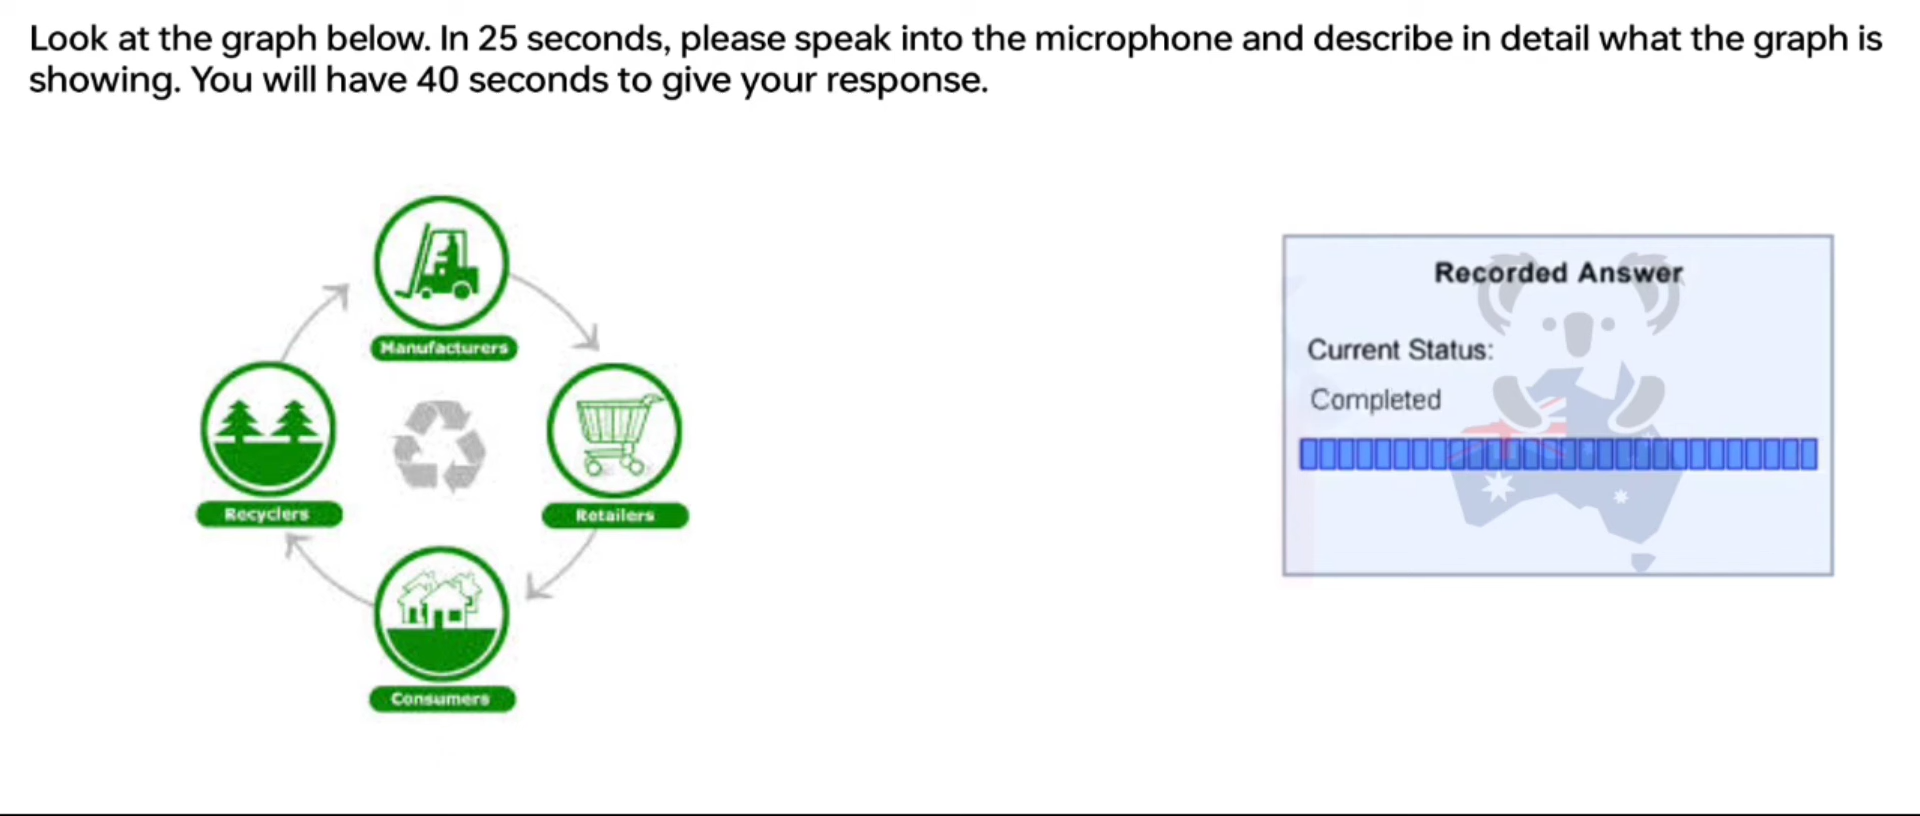 Look at the graph below. In 25 seconds, please speak into the microphone and describe in detail what the graph is
showing. You will have 40 seconds to give your response.
Manufacturers
Recyclers
Retailers
Consumers
Recorded Answer
Current Status:
Completed